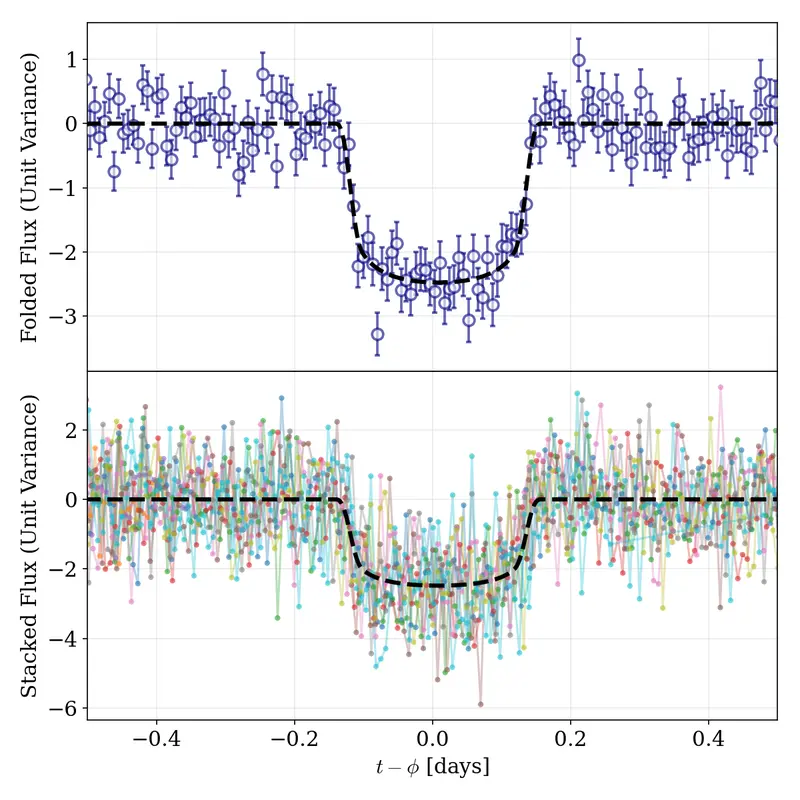 Folded Flux (Unit Variance)
1
0
−1
−2
−3
Stacked Flux (Unit Variance)
2
0
−2
−4
−6
−0.4 −0.2 0.0 0.2 0.4
t − ϕ [days]